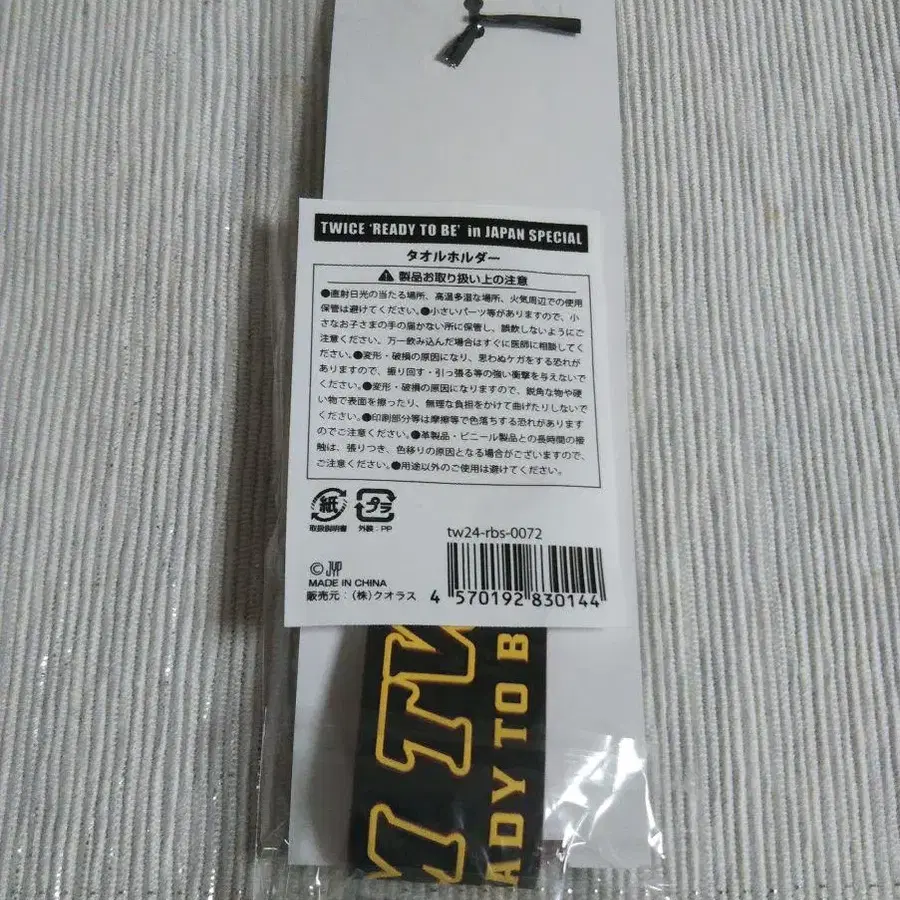 TWICE 'READY TO BE' in JAPAN SPECIAL
タオルホルダー
製品お取り扱い上の注意
●直射日光の当たる場所、高温多湿な場所、火気周辺での使用
保管は避けてください。●小さいパーツ等がありますので、小
さなお子さまの手の届かない所に保管し、誤飲しないようにご
注意ください。万一飲み込んだ場合はすぐに医師に相談してく
ださい。●変形・破損の原因になり、思わぬケガをする恐れが
ありますので、振り回す・引っ張る等の強い衝撃を与えないで
ください。●変形・破損の原因になりますので、鋭角な物や硬
い物で表面を擦ったり、無理な負担をかけて曲げたりしないで
ください。●印刷部分等は摩擦等で色落ちする恐れがあります
のでご注意ください。●革製品・ビニール製品との長時間の接
触は、張りつき、色移りの原因となる場合がございますので、
ご注意ください。●用途以外のご使用は避けてください。
紙
プラ
取扱説明書
外装：PP
tw24-rbs-0072
© JYP
MADE IN CHINA
販売元：(株)クオラス
4 570192 830144
TW
ADY TO B